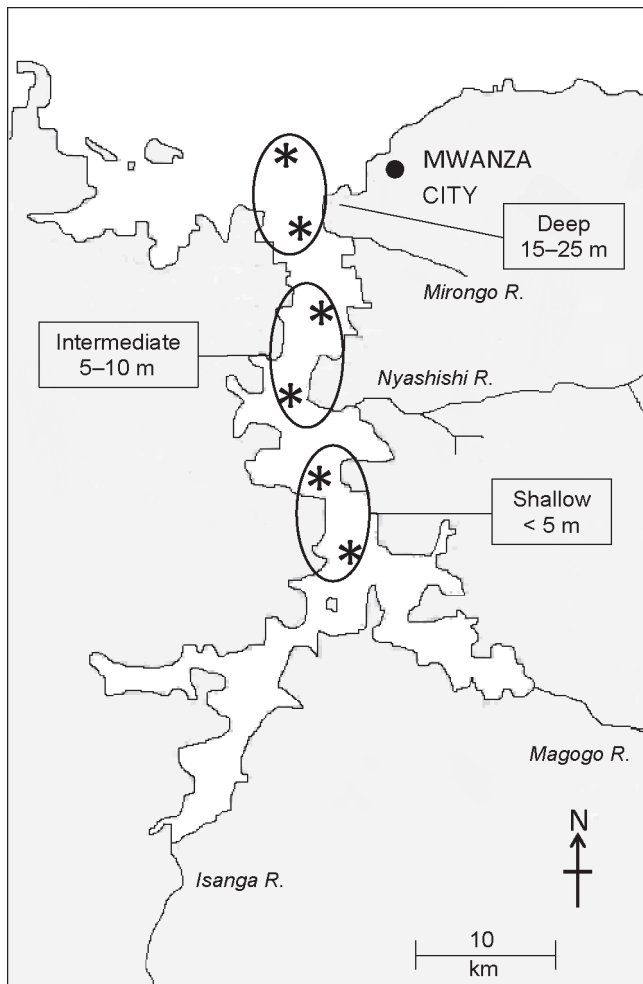 MWANZA
CITY
Deep
15–25 m
Mirongo R.
Intermediate
5–10 m
Nyashishi R.
Shallow
< 5 m
Magogo R.
N
Isanga R.
10
km